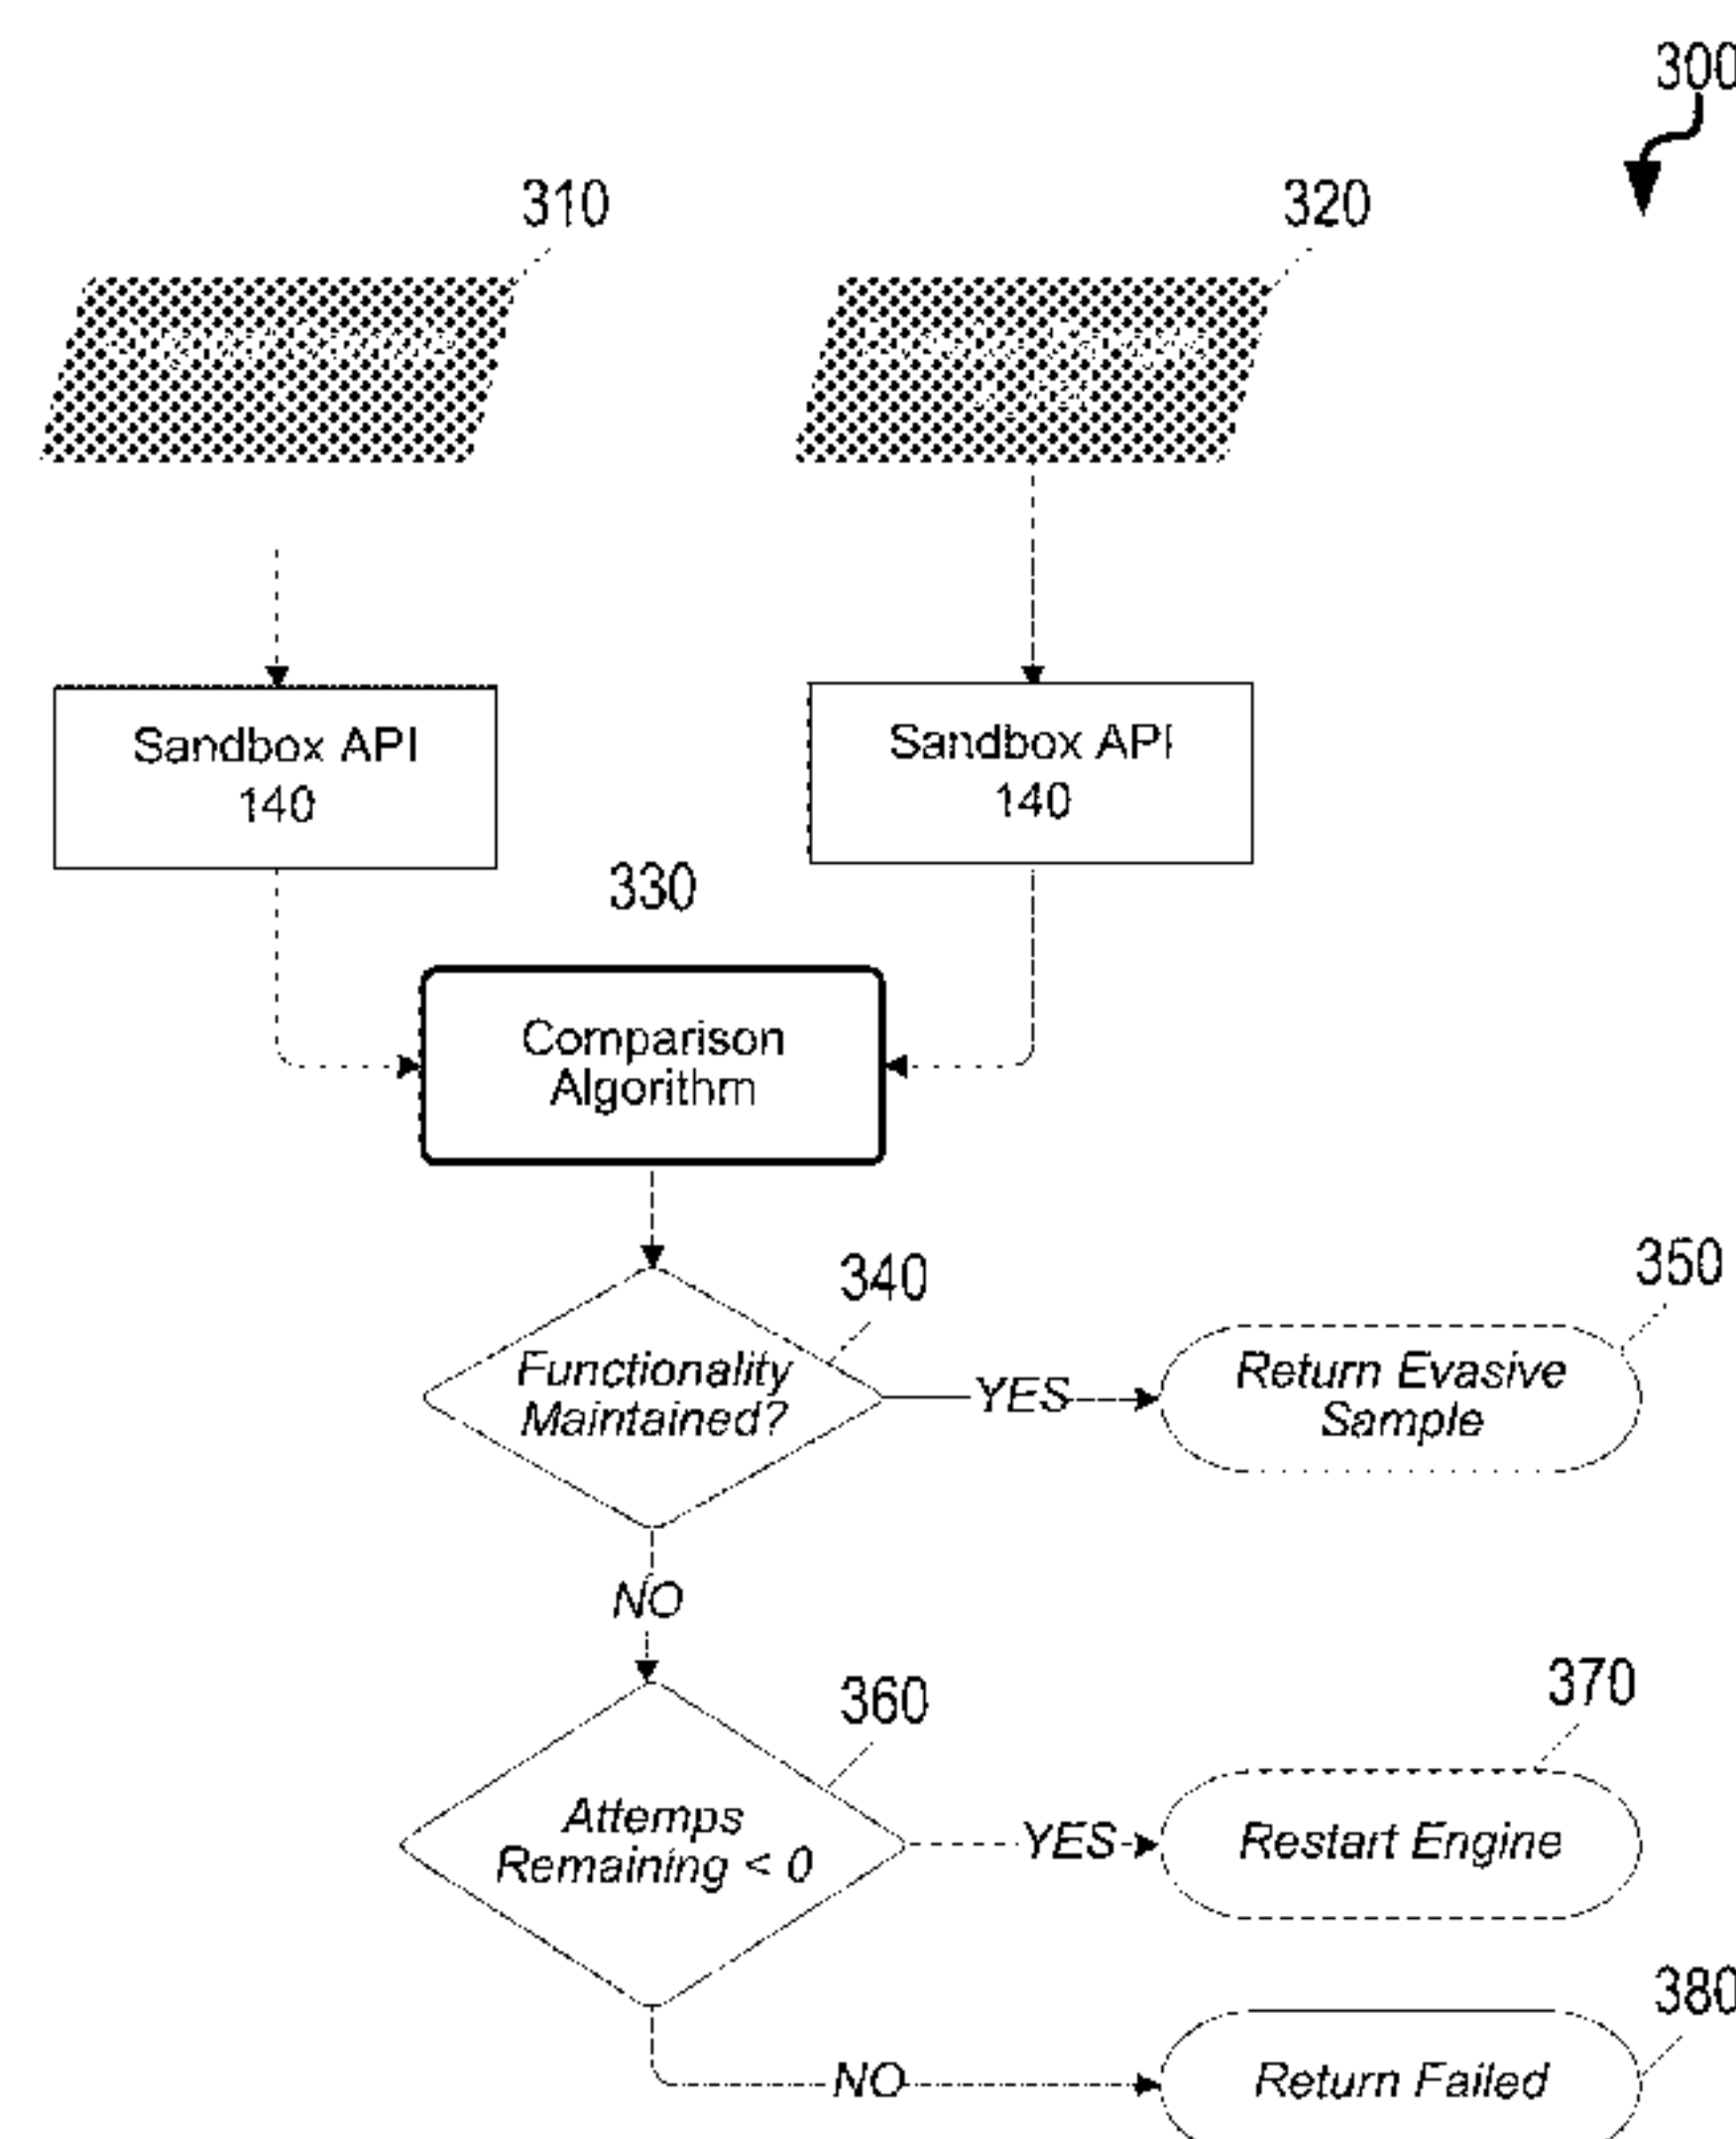 300
310
320
Sandbox API
140
Sandbox API
140
330
Comparison
Algorithm
340
Functionality
Maintained?
YES
350
Return Evasive
Sample
NO
360
Attemps
Remaining < 0
YES
370
Restart Engine
380
NO
Return Failed